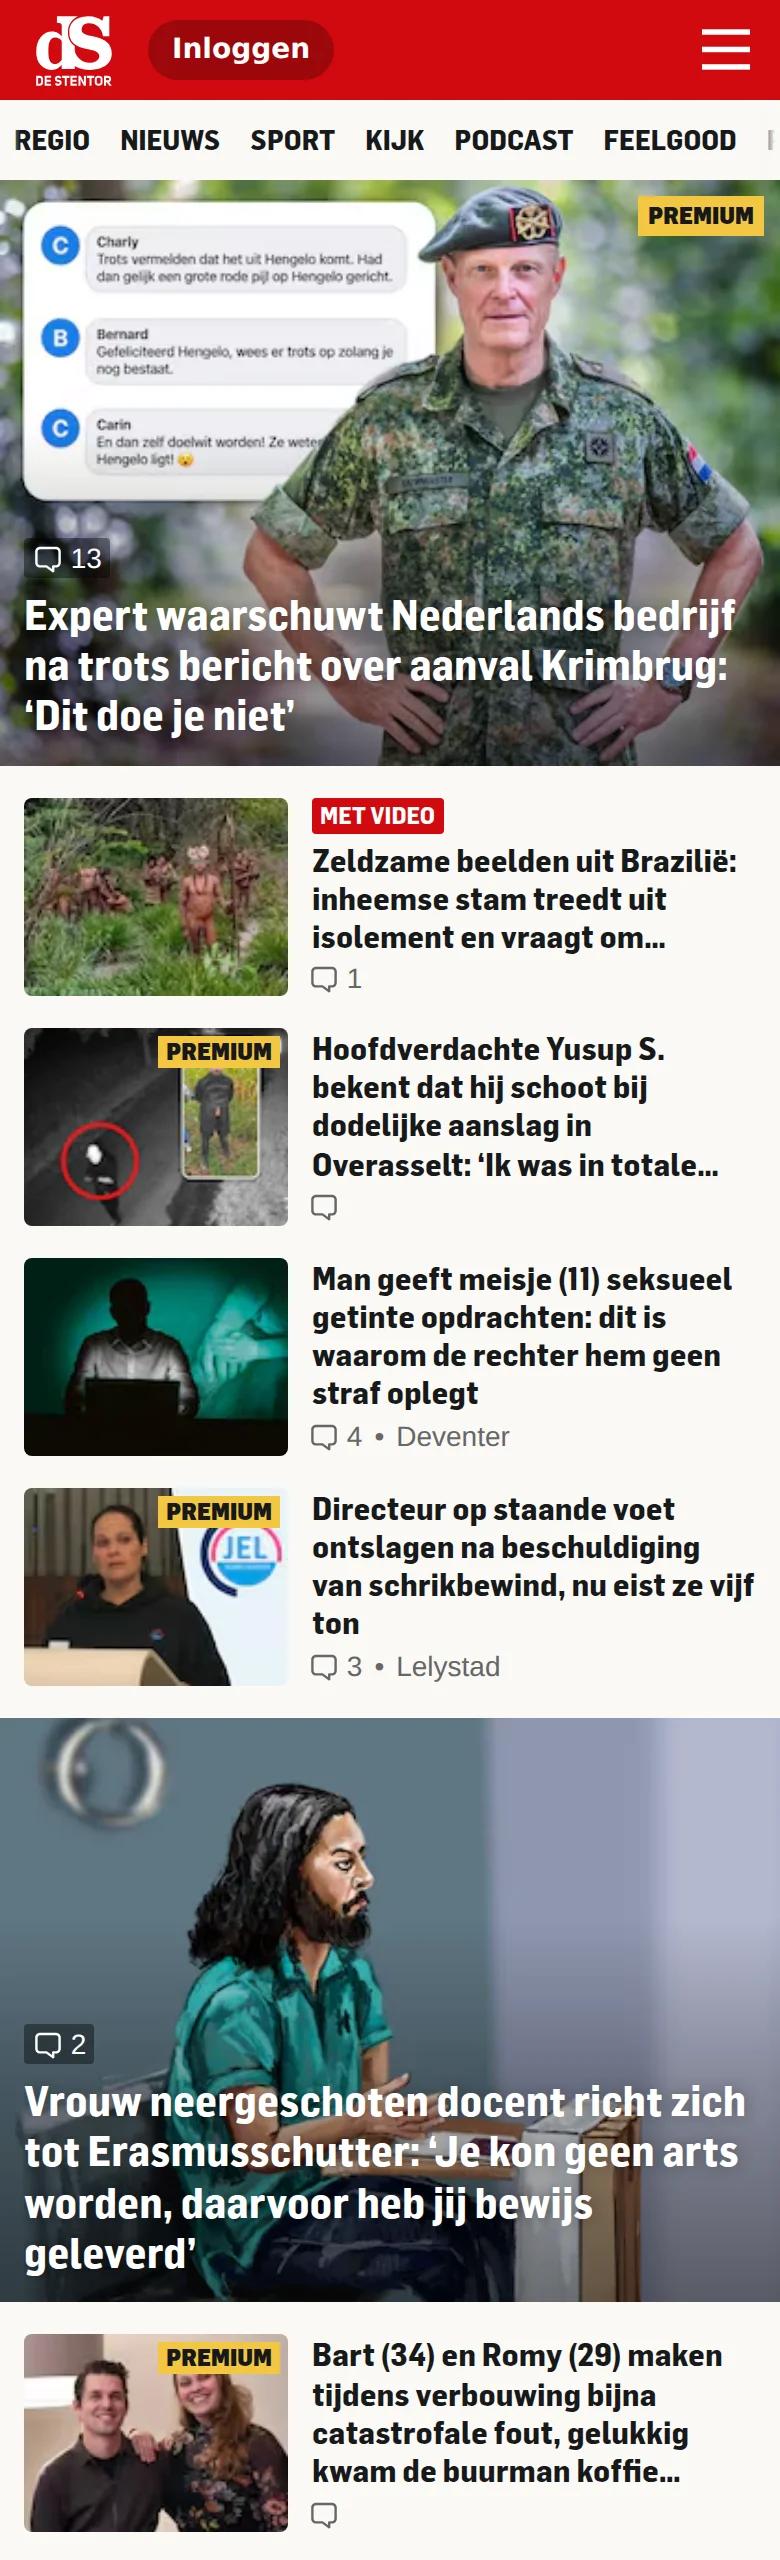 dS
DE STENTOR
Inloggen
REGIO NIEUWS SPORT KIJK PODCAST FEELGOOD
PREMIUM
C
Charly
Trots vermelden dat het uit Hengelo komt. Had
dan gelijk een grote rode pijl op Hengelo gericht.
B
Bernard
Gefeliciteerd Hengelo, wees er trots op zolang je
nog bestaat.
C
Carin
En dan zelf doelwit worden! Ze weten
Hengelo ligt! 😯
13
Expert waarschuwt Nederlands bedrijf
na trots bericht over aanval Krimbrug:
‘Dit doe je niet’
MET VIDEO
Zeldzame beelden uit Brazilië:
inheemse stam treedt uit
isolement en vraagt om...
1
PREMIUM
Hoofdverdachte Yusup S.
bekent dat hij schoot bij
dodelijke aanslag in
Overasselt: ‘Ik was in totale...
Man geeft meisje (11) seksueel
getinte opdrachten: dit is
waarom de rechter hem geen
straf oplegt
4 • Deventer
PREMIUM
JEL
Directeur op staande voet
ontslagen na beschuldiging
van schrikbewind, nu eist ze vijf
ton
3 • Lelystad
2
Vrouw neergeschoten docent richt zich
tot Erasmusschutter: ‘Je kon geen arts
worden, daarvoor heb jij bewijs
geleverd’
PREMIUM
Bart (34) en Romy (29) maken
tijdens verbouwing bijna
catastrofale fout, gelukkig
kwam de buurman koffie...